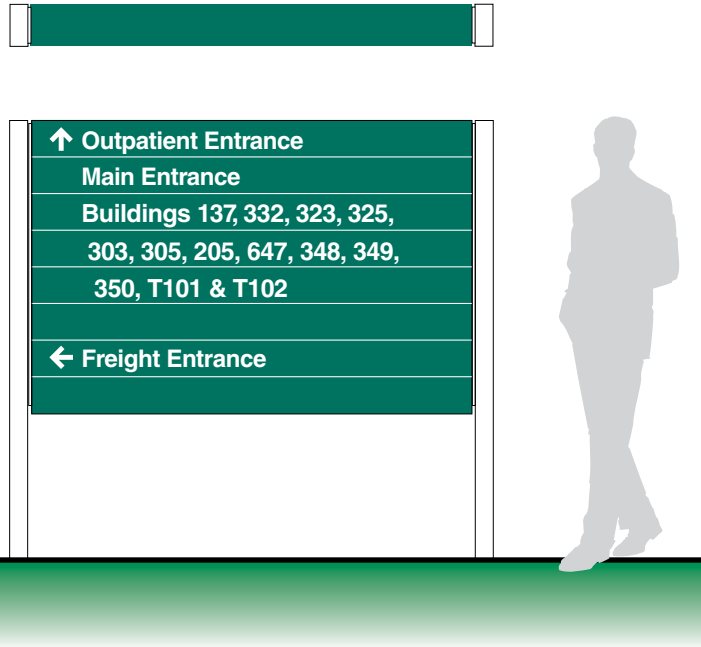 ↑ Outpatient Entrance
Main Entrance
Buildings 137, 332, 323, 325,
303, 305, 205, 647, 348, 349,
350, T101 & T102
← Freight Entrance